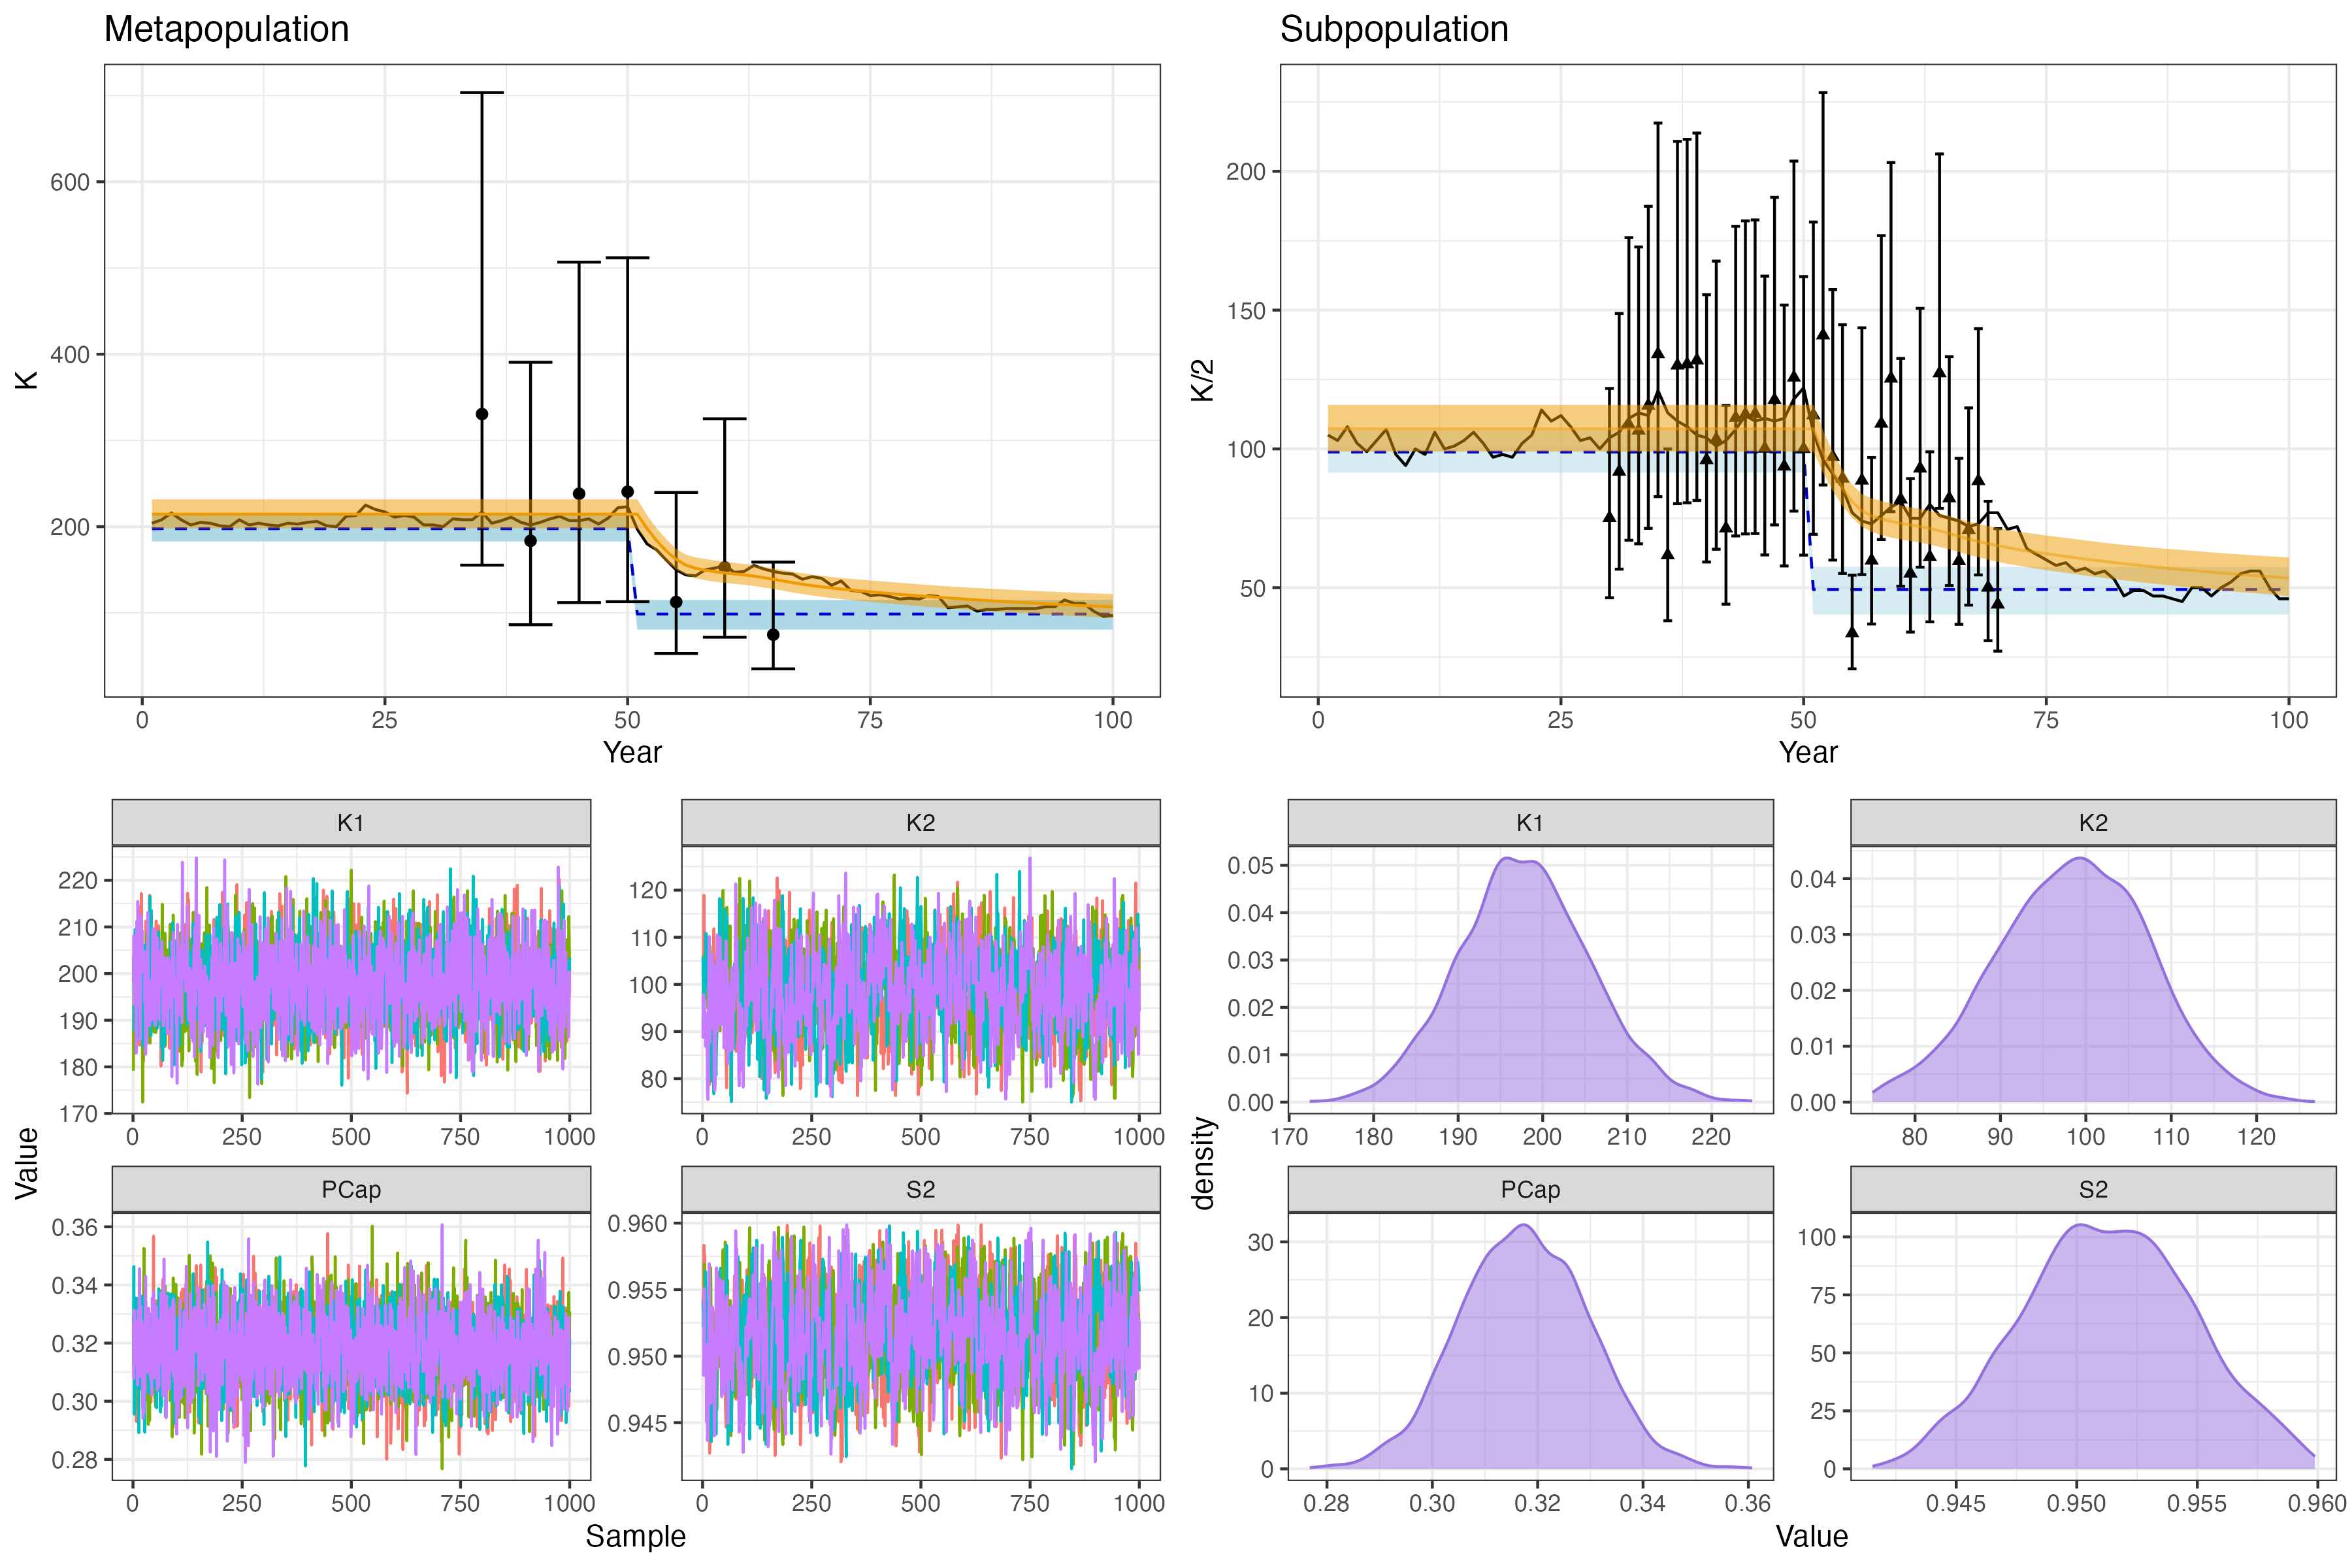 Metapopulation
K
600
400
200
0 25 50 75 100
Year
Subpopulation
K/2
200
150
100
50
0 25 50 75 100
Year
Value
K1
220
210
200
190
180
170
0 250 500 750 1000
K2
120
110
100
90
80
0 250 500 750 1000
PCap
0.36
0.34
0.32
0.30
0.28
0 250 500 750 1000
S2
0.960
0.955
0.950
0.945
0 250 500 750 1000
Sample
density
K1
0.05
0.04
0.03
0.02
0.01
0.00
170 180 190 200 210 220
K2
0.04
0.03
0.02
0.01
0.00
80 90 100 110 120
PCap
30
20
10
0
0.28 0.30 0.32 0.34 0.36
S2
100
75
50
25
0
0.945 0.950 0.955 0.960
Value